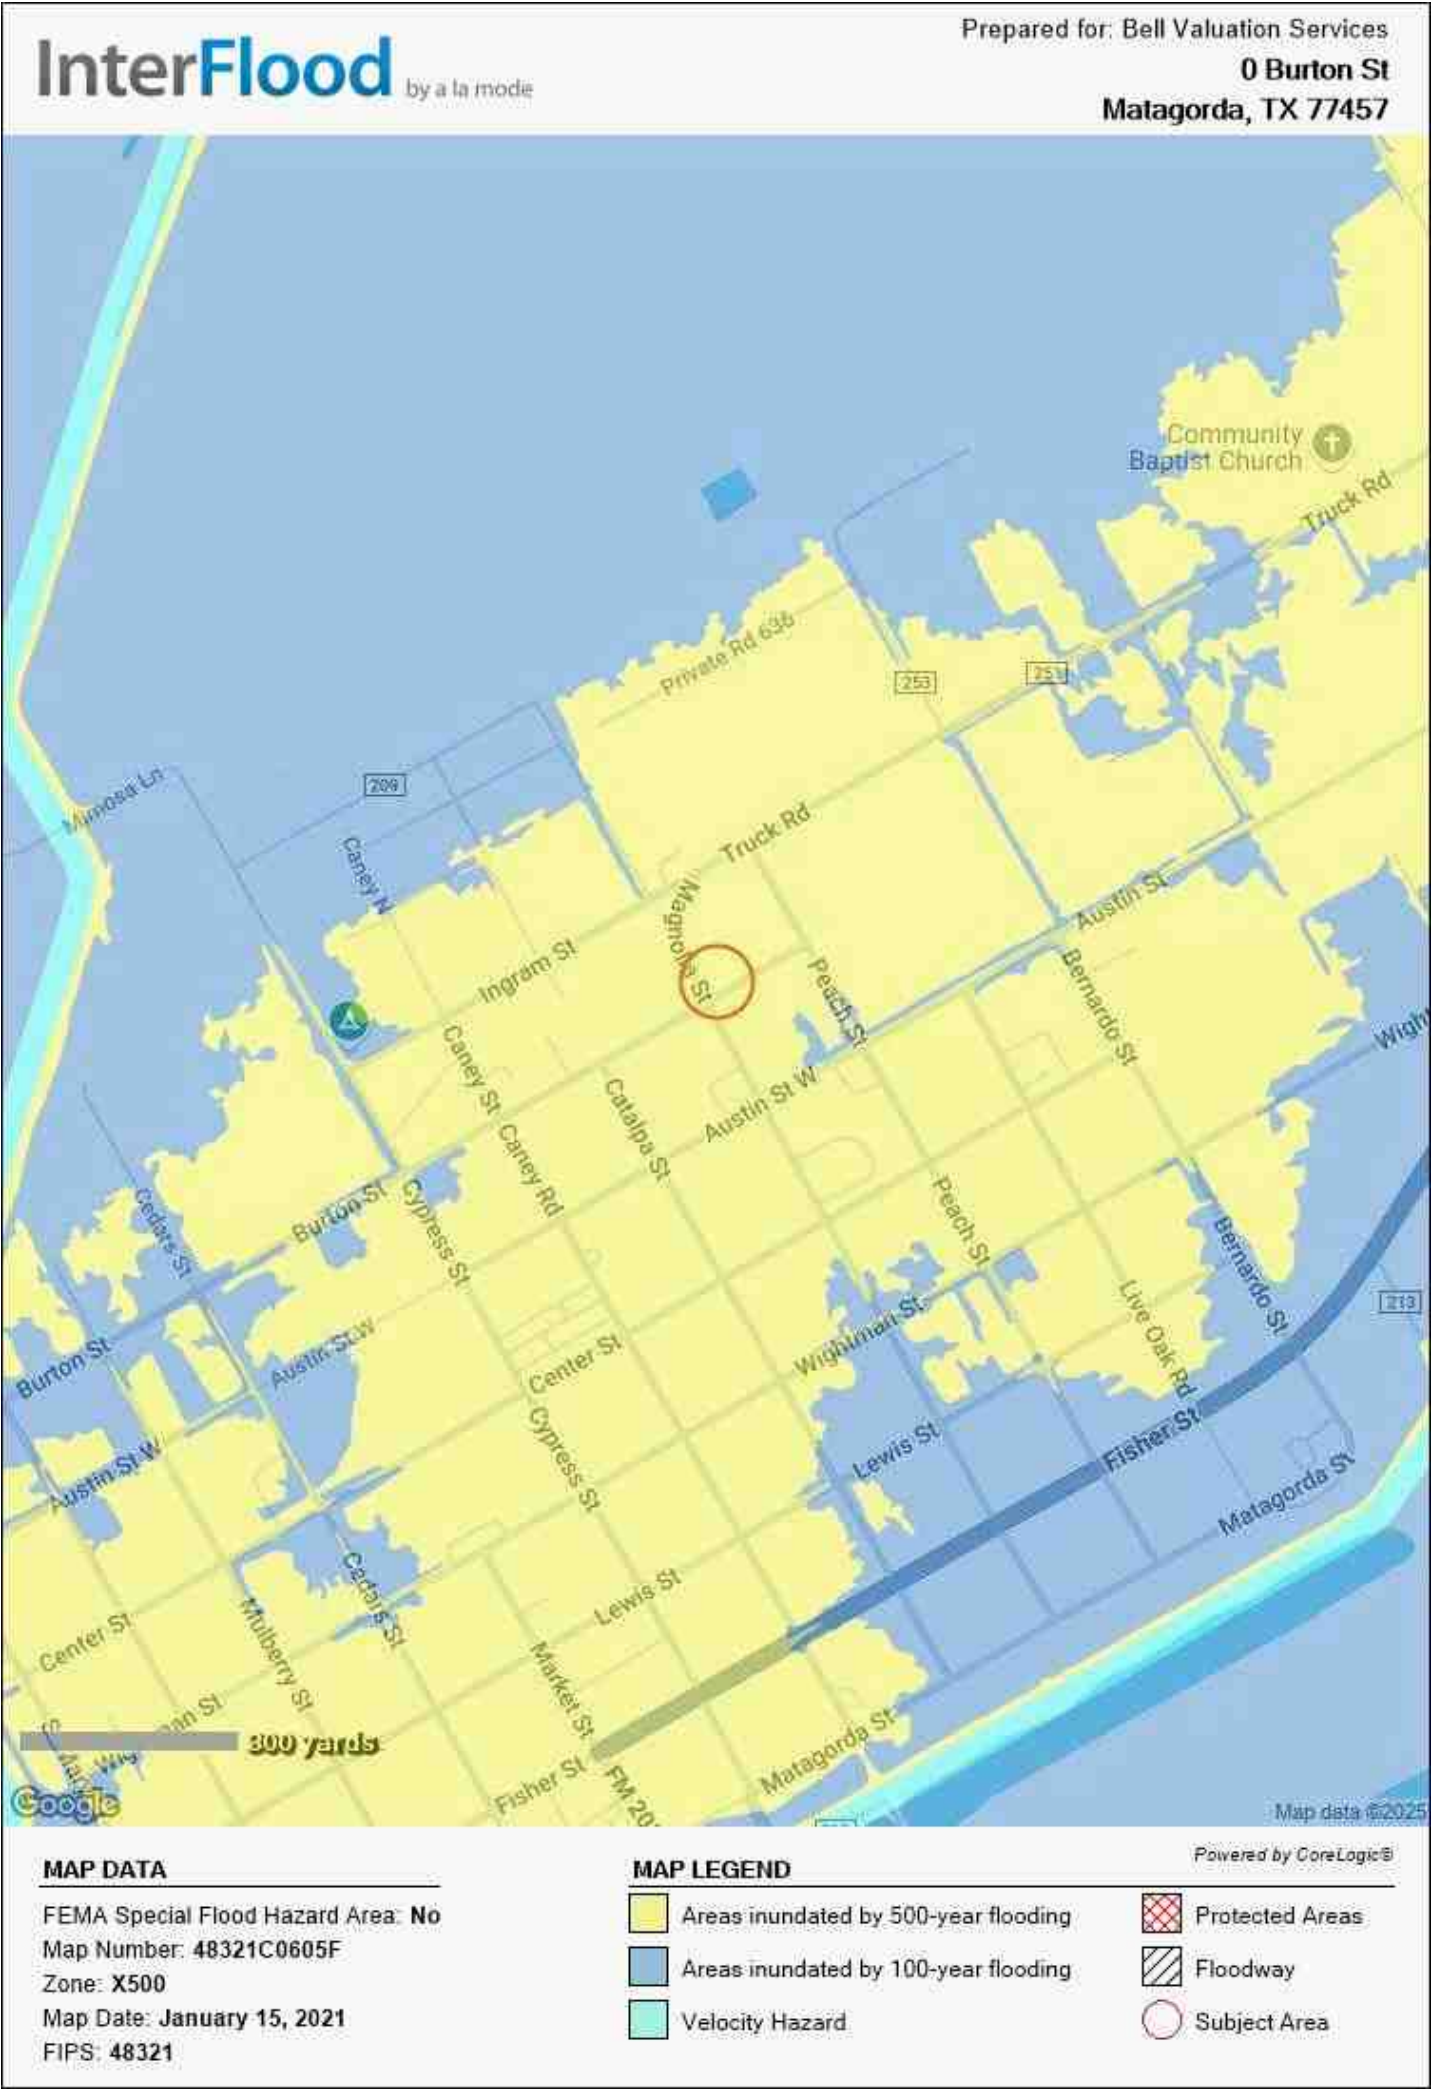 InterFlood by a la mode
Prepared for: Bell Valuation Services
0 Burton St
Matagorda, TX 77457
Community
Baptist Church
Truck Rd
Private Rd 636
253
251
Mimosa Ln
209
Caney N
Truck Rd
Magnolia St
Austin St
Ingram St
Peach St
Bernardo St
Caney St
Catalpa St
Austin St W
Caney Rd
Cedars St
Burton St
Cypress St
Peach St
Bernardo St
213
Live Oak Rd
Wightman St
Burton St
Austin St W
Center St
Cypress St
Lewis St
Fisher St
Austin St W
Matagorda St
Cedars St
Lewis St
Center St
Mulberry St
Market St
Matagorda St
Fisher St
FM 20
800 yards
Google
Map data ©2025
Powered by CoreLogic®
MAP DATA
FEMA Special Flood Hazard Area: No
Map Number: 48321C0605F
Zone: X500
Map Date: January 15, 2021
FIPS: 48321
MAP LEGEND
Areas inundated by 500-year flooding
Areas inundated by 100-year flooding
Velocity Hazard
Protected Areas
Floodway
Subject Area